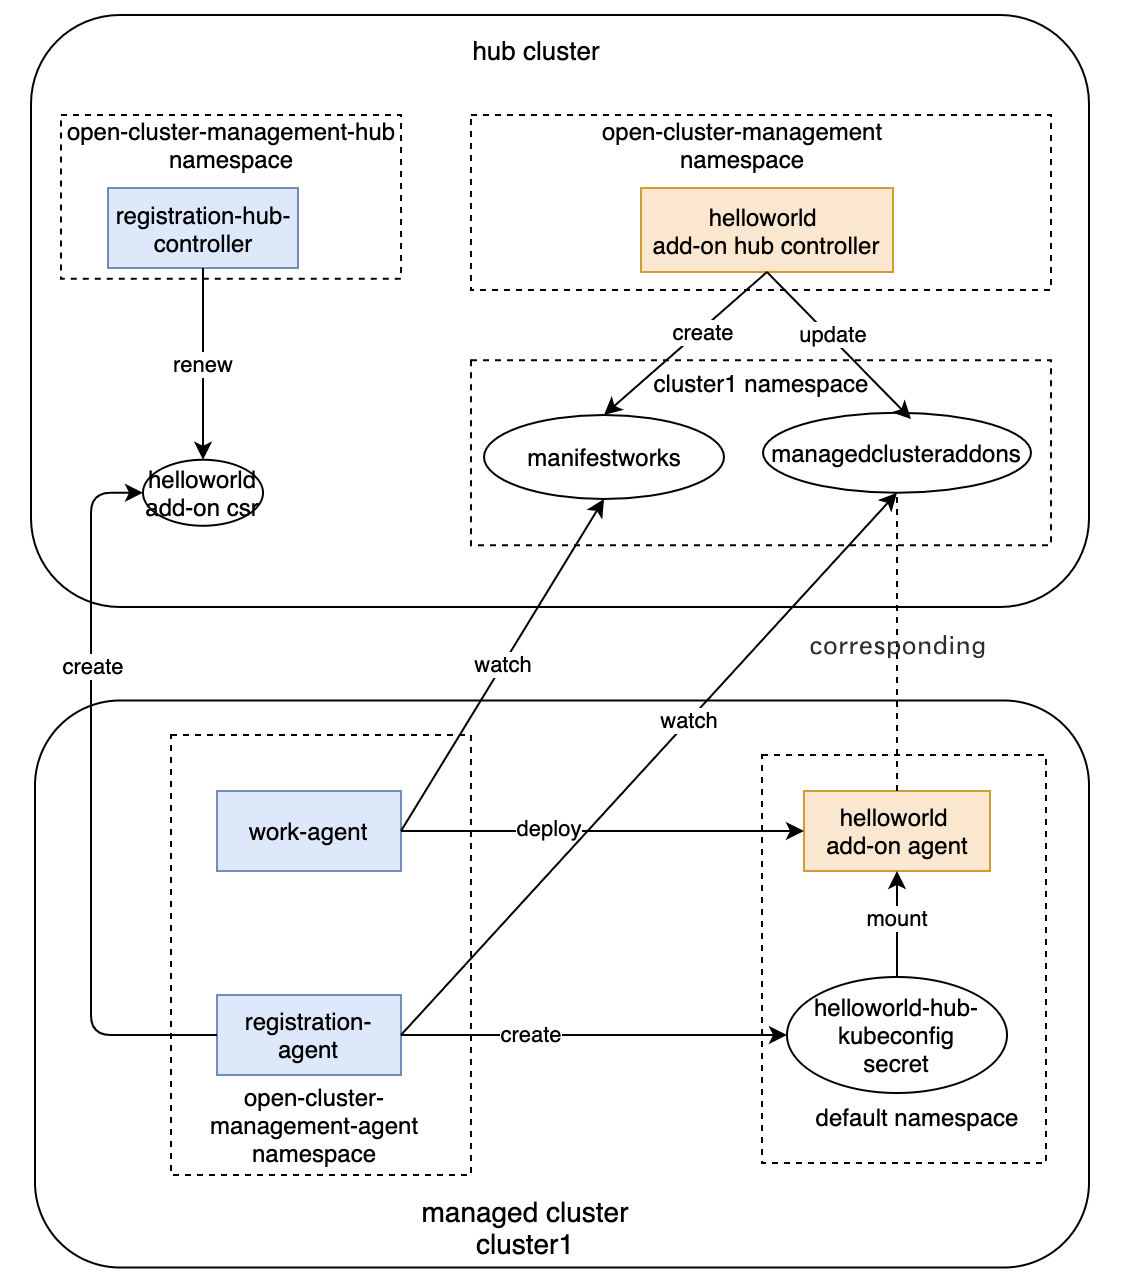 hub cluster
open-cluster-management-hub
namespace
registration-hub-
controller
open-cluster-management
namespace
helloworld
add-on hub controller
create
update
renew
cluster1 namespace
manifestworks
managedclusteraddons
helloworld
add-on csr
corresponding
create
watch
watch
work-agent
deploy
helloworld
add-on agent
mount
registration-
agent
create
helloworld-hub-
kubeconfig
secret
open-cluster-
management-agent
namespace
default namespace
managed cluster
cluster1